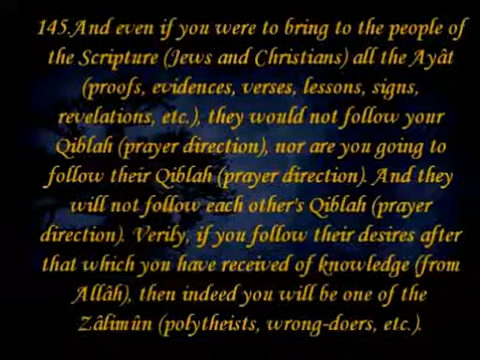 145.And even if you were to bring to the people of
the Scripture (Jews and Christians) all the Ayât
(proofs, evidences, verses, lessons, signs,
revelations, etc.), they would not follow your
Qiblah (prayer direction), nor are you going to
follow their Qiblah (prayer direction). And they
will not follow each other's Qiblah (prayer
direction). Verily, if you follow their desires after
that which you have received of knowledge (from
Allâh), then indeed you will be one of the
Zâlimûn (polytheists, wrong-doers, etc.).